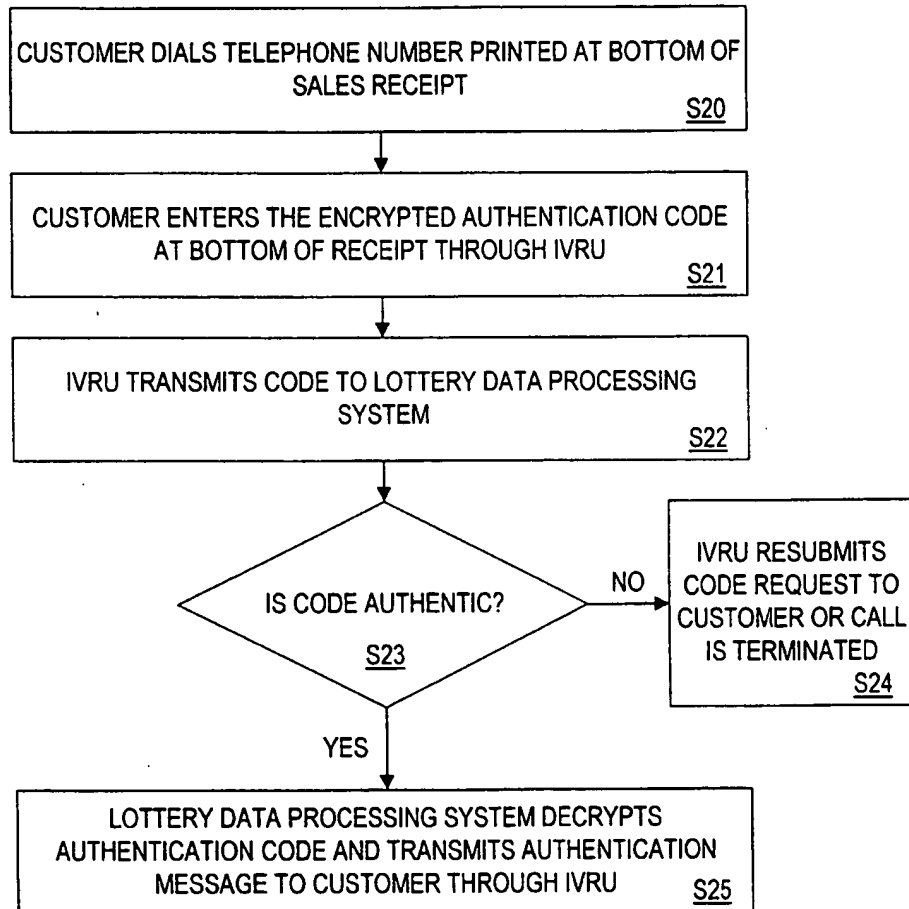 CUSTOMER DIALS TELEPHONE NUMBER PRINTED AT BOTTOM OF
SALES RECEIPT
S20
CUSTOMER ENTERS THE ENCRYPTED AUTHENTICATION CODE
AT BOTTOM OF RECEIPT THROUGH IVRU
S21
IVRU TRANSMITS CODE TO LOTTERY DATA PROCESSING
SYSTEM
S22
IS CODE AUTHENTIC?
S23
NO
IVRU RESUBMITS
CODE REQUEST TO
CUSTOMER OR CALL
IS TERMINATED
S24
YES
LOTTERY DATA PROCESSING SYSTEM DECRYPTS
AUTHENTICATION CODE AND TRANSMITS AUTHENTICATION
MESSAGE TO CUSTOMER THROUGH IVRU
S25